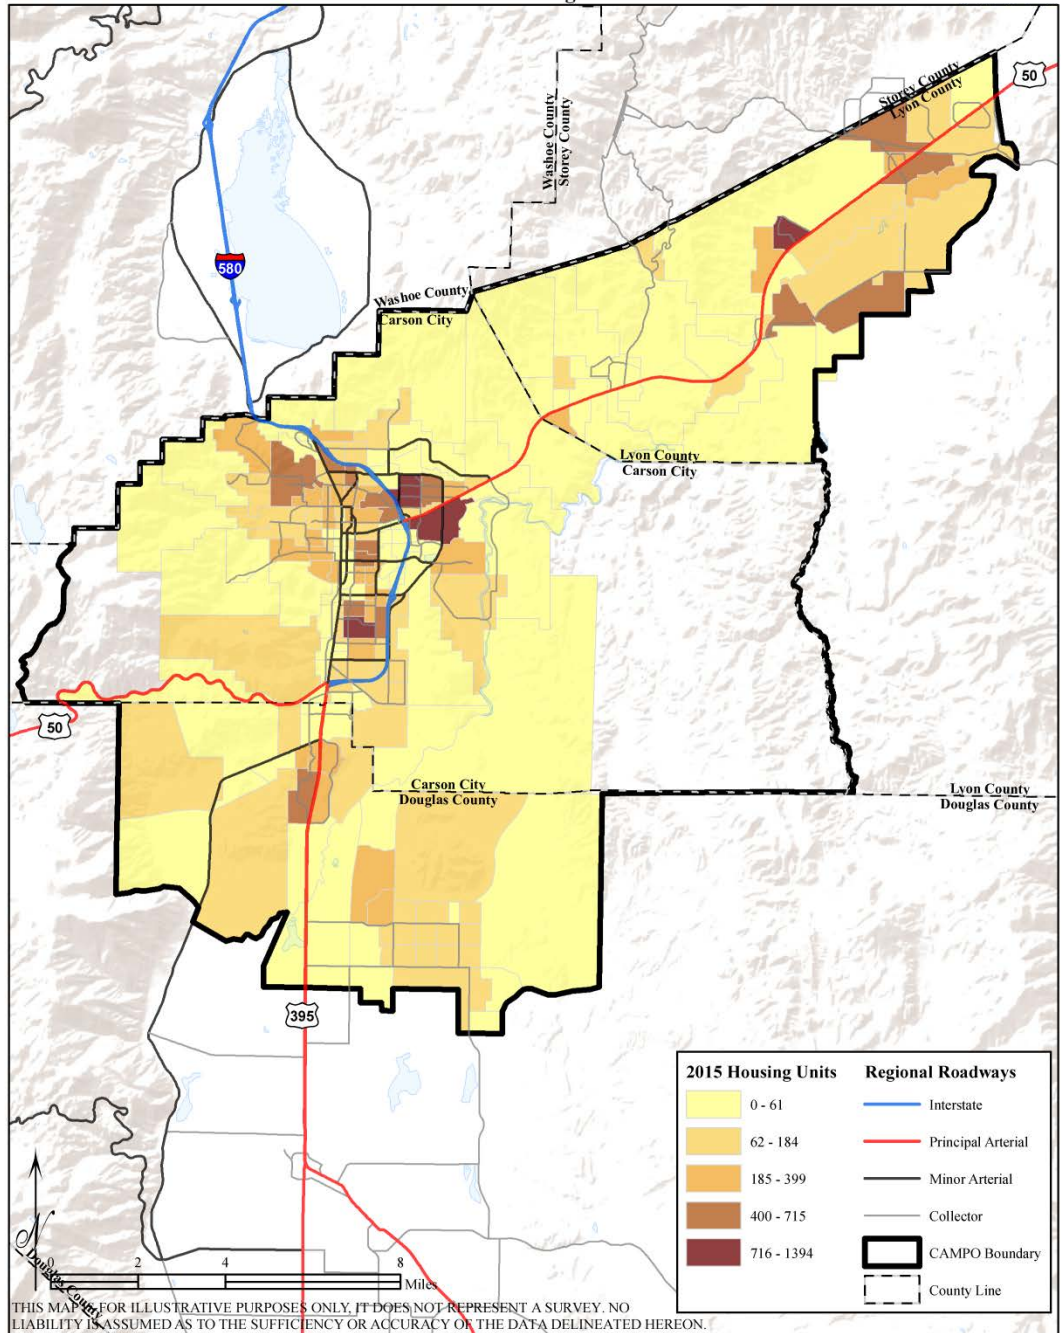 Storey County
Lyon County
50
Washoe County
Storey County
580
Washoe County
Carson City
Lyon County
Carson City
50
Carson City
Douglas County
Lyon County
Douglas County
395
2015 Housing Units
0 - 61
62 - 184
185 - 399
400 - 715
716 - 1394
Regional Roadways
Interstate
Principal Arterial
Minor Arterial
Collector
CAMPO Boundary
County Line
N
0 2 4 8
Miles
Douglas County
THIS MAP FOR ILLUSTRATIVE PURPOSES ONLY, IT DOES NOT REPRESENT A SURVEY. NO
LIABILITY IS ASSUMED AS TO THE SUFFICIENCY OR ACCURACY OF THE DATA DELINEATED HEREON.